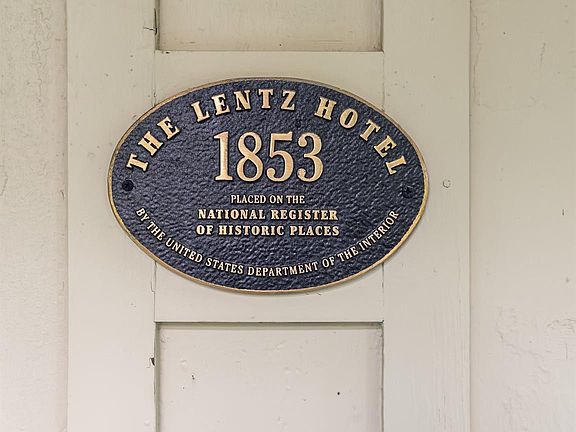 THE LENTZ HOTEL
1853
PLACED ON THE
NATIONAL REGISTER
OF HISTORIC PLACES
BY THE UNITED STATES DEPARTMENT OF THE INTERIOR